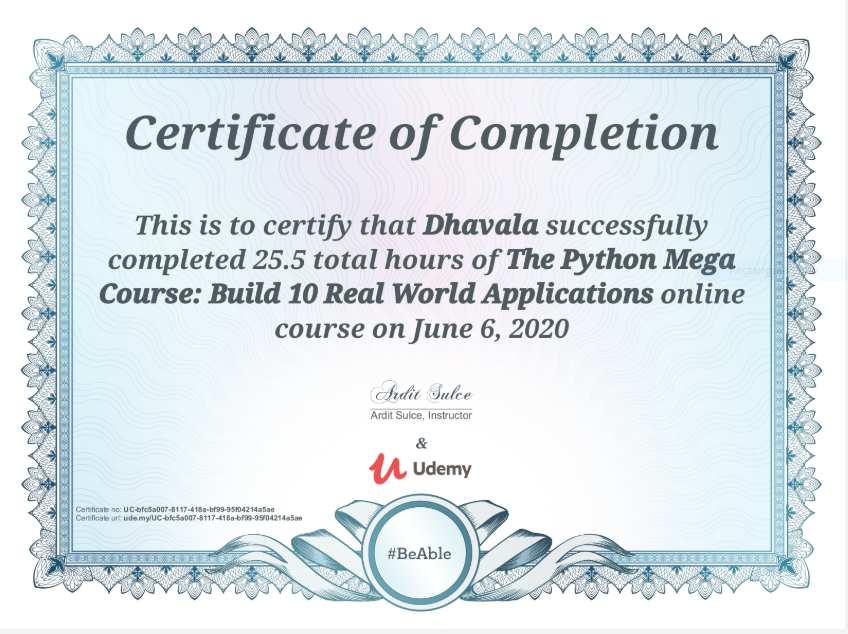 Certificate of Completion
This is to certify that Dhavala successfully
completed 25.5 total hours of The Python Mega
Course: Build 10 Real World Applications online
course on June 6, 2020
Ardit Sulce
Ardit Sulce, Instructor
&
Udemy
Certificate no: UC-bfc5a007-8117-418a-bf99-95f04214a5ae
Certificate url: ude.my/UC-bfc5a007-8117-418a-bf99-95f04214a5ae
#BeAble